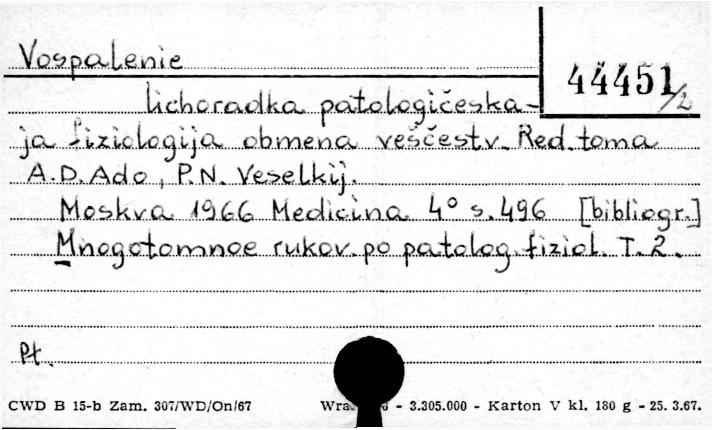 Vospalenie
44451/2
lichoradka patologičeska-
ja fiziologija obmena veščestv. Red. toma
A.D. Ado, P.N. Veselkij.
Moskva 1966 Medicina 4° s. 496 [bibliogr.]
Mnogotomnoe rukov. po patolog. fiziol. T. 2.
Pt.
CWD B 15-b Zam. 307/WD/On/67 - 3.305.000 - Karton V kl. 180 g - 25. 3.67.